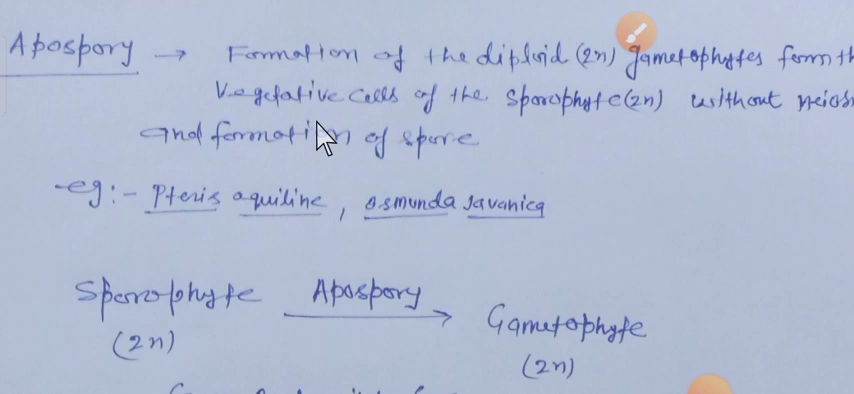 Apospory → Formation of the diploid (2n) gametophytes form th
Vegetative cells of the sporophyte (2n) without meios
and formation of spore
eg:- Pteris aquiline, osmunda Javanica
Sporophyte Apospory Gametophyte
(2n) (2n)